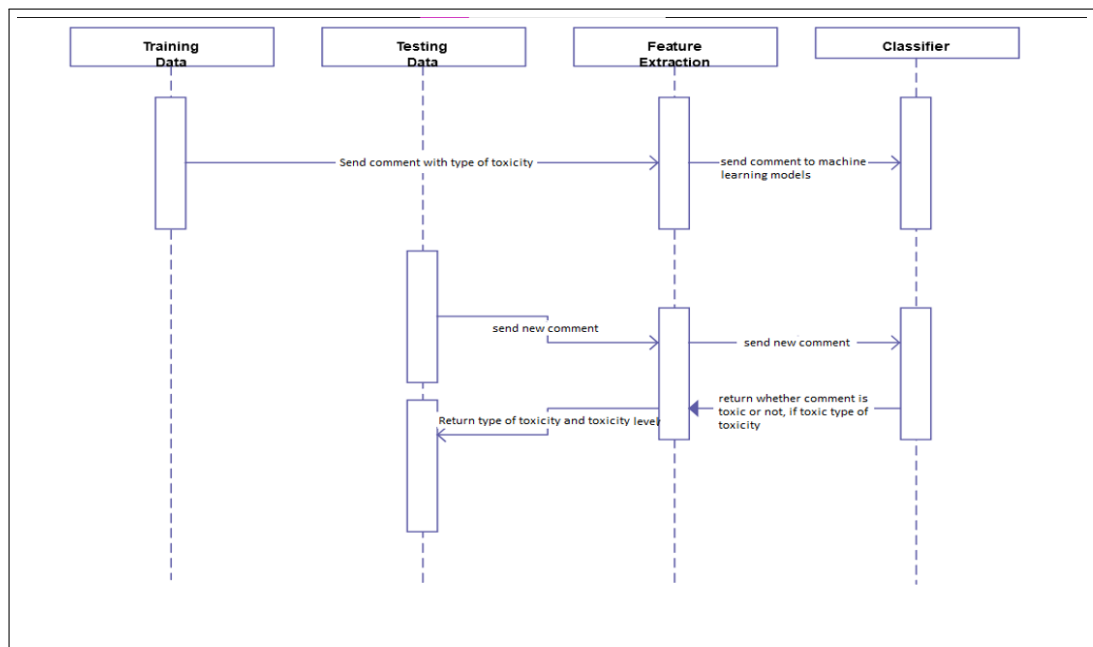 Training
Data
Testing
Data
Feature
Extraction
Classifier
Send comment with type of toxicity
send comment to machine
learning models
send new comment
send new comment
return whether comment is
toxic or not, if toxic type of
toxicity
Return type of toxicity and toxicity level